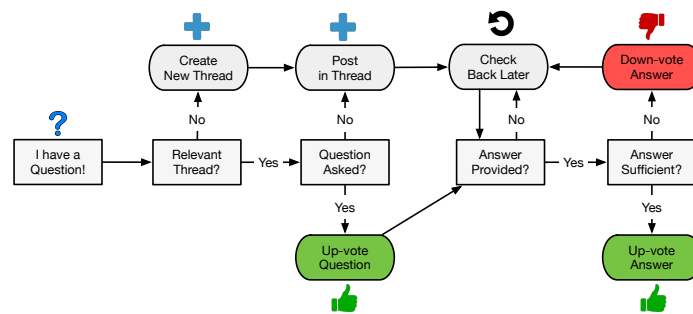 Create
New Thread
Post
in Thread
Check
Back Later
Down-vote
Answer
No
No
No
No
I have a
Question!
Relevant
Thread?
Yes
Question
Asked?
Answer
Provided?
Yes
Answer
Sufficient?
Yes
Yes
Up-vote
Question
Up-vote
Answer